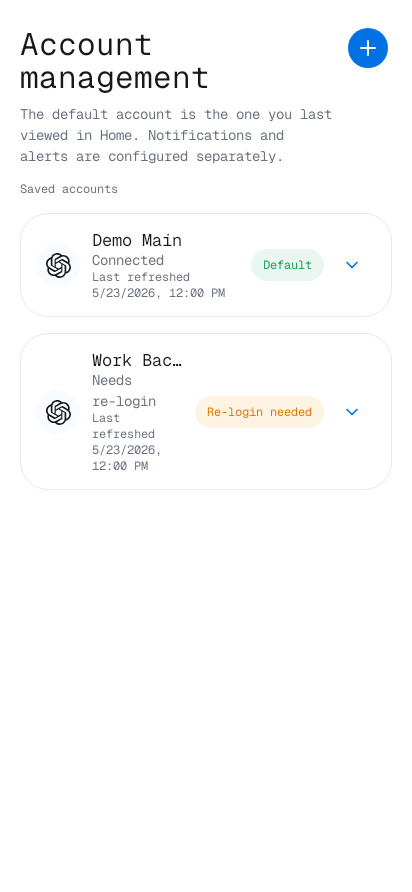 Account
management
The default account is the one you last
viewed in Home. Notifications and
alerts are configured separately.
Saved accounts
Demo Main
Connected
Last refreshed
5/23/2026, 12:00 PM
Default
Work Bac…
Needs
re-login
Last
refreshed
5/23/2026,
12:00 PM
Re-login needed